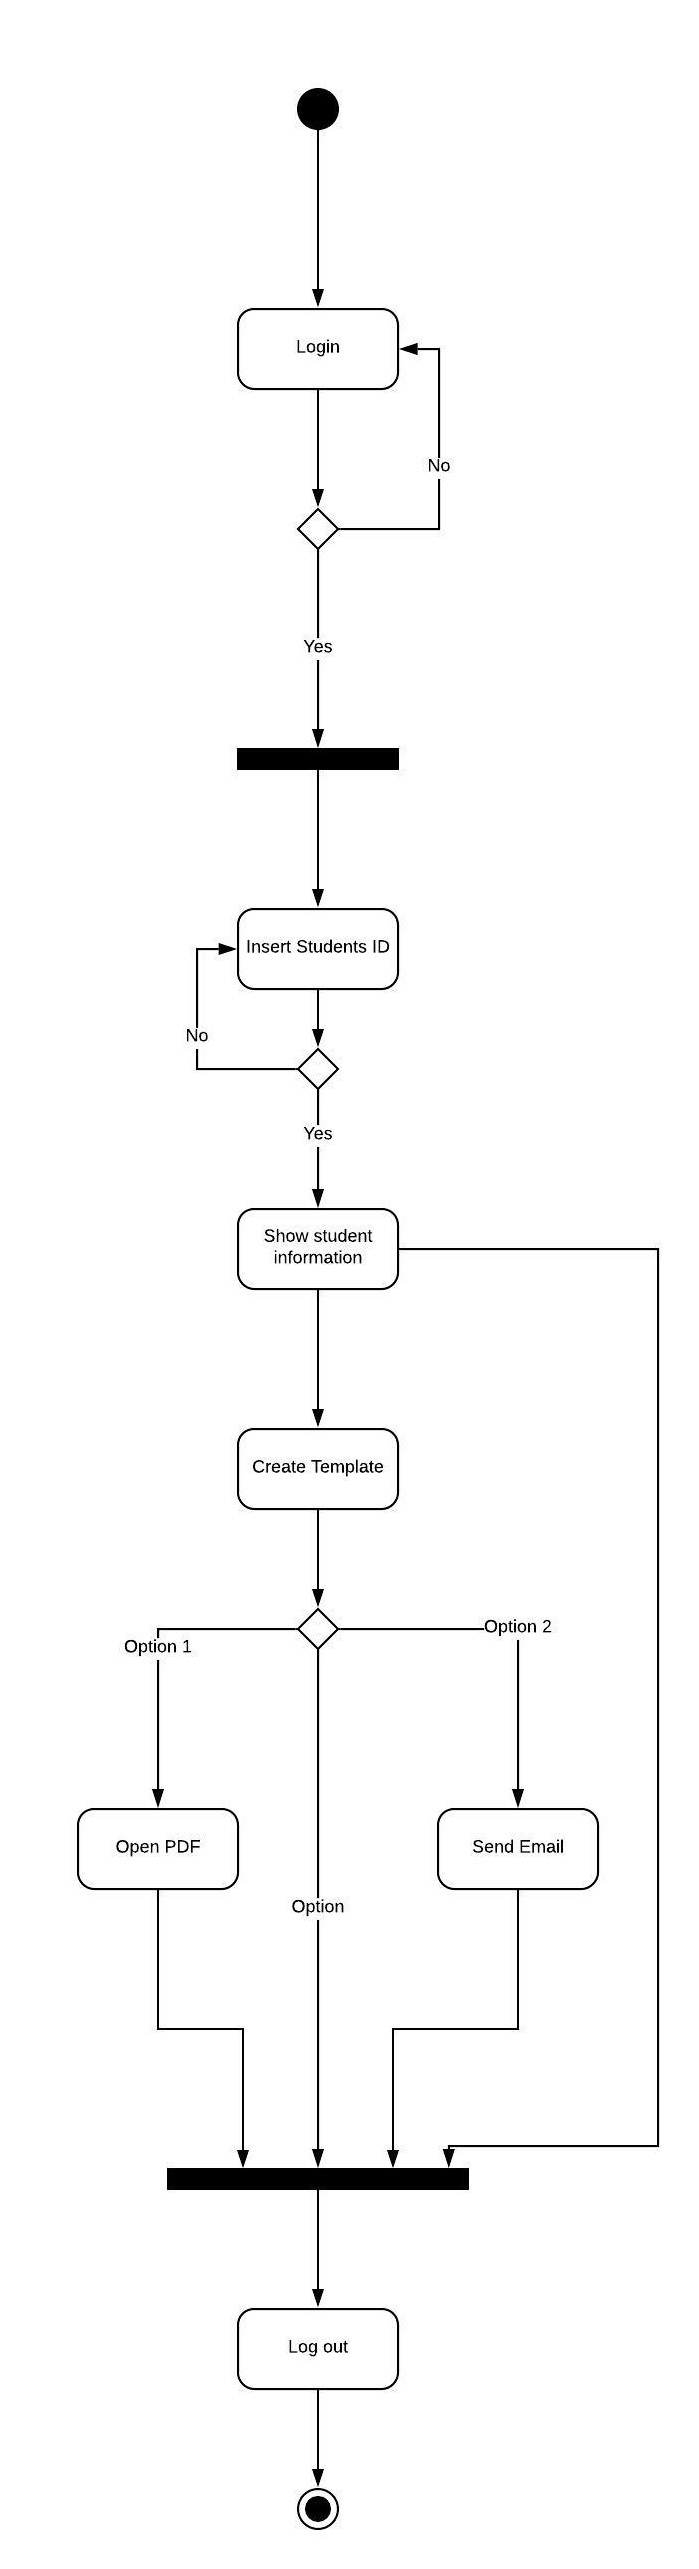 Login
No
Yes
Insert Students ID
No
Yes
Show student
information
Create Template
Option 2
Option 1
Open PDF
Send Email
Option
Log out